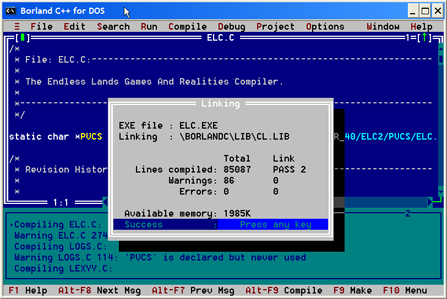 Borland C++ for DOS
≡ File Edit Search Run Compile Debug Project Options Window Help
[■] ELC.C 1=[↑]
/*
* File: ELC.C:
*
* The Endless Lands Games And Realities Compiler.
*
*
*/
static char *PUCS R_40/ELC2/PUCS/ELC.
/*
* Revision Histor
1:1
Linking
EXE file : ELC.EXE
Linking : \BORLANDC\LIB\CL.LIB
Total Link
Lines compiled: 85087 PASS 2
Warnings: 86 0
Errors: 0 0
Available memory: 1985K
Success : Press any key
2
•Compiling ELC.C:
Warning ELC.C 274
Compiling LOGS.C:
Warning LOGS.C 114: 'PUCS' is declared but never used
Compiling LEXYY.C:
F1 Help Alt-F8 Next Msg Alt-F7 Prev Msg Alt-F9 Compile F9 Make F10 Menu